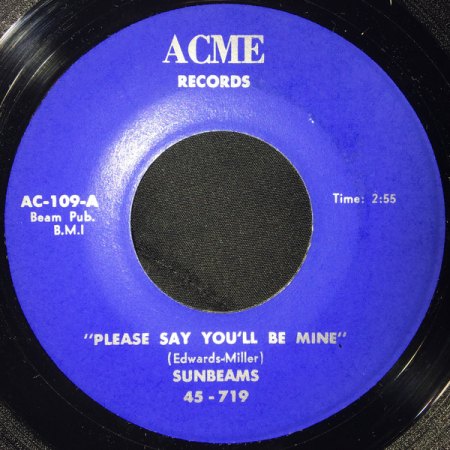 ACME
RECORDS
AC-109-A
Beam Pub.
B.M.I
Time: 2:55
"PLEASE SAY YOU'LL BE MINE"
(Edwards-Miller)
SUNBEAMS
45-719